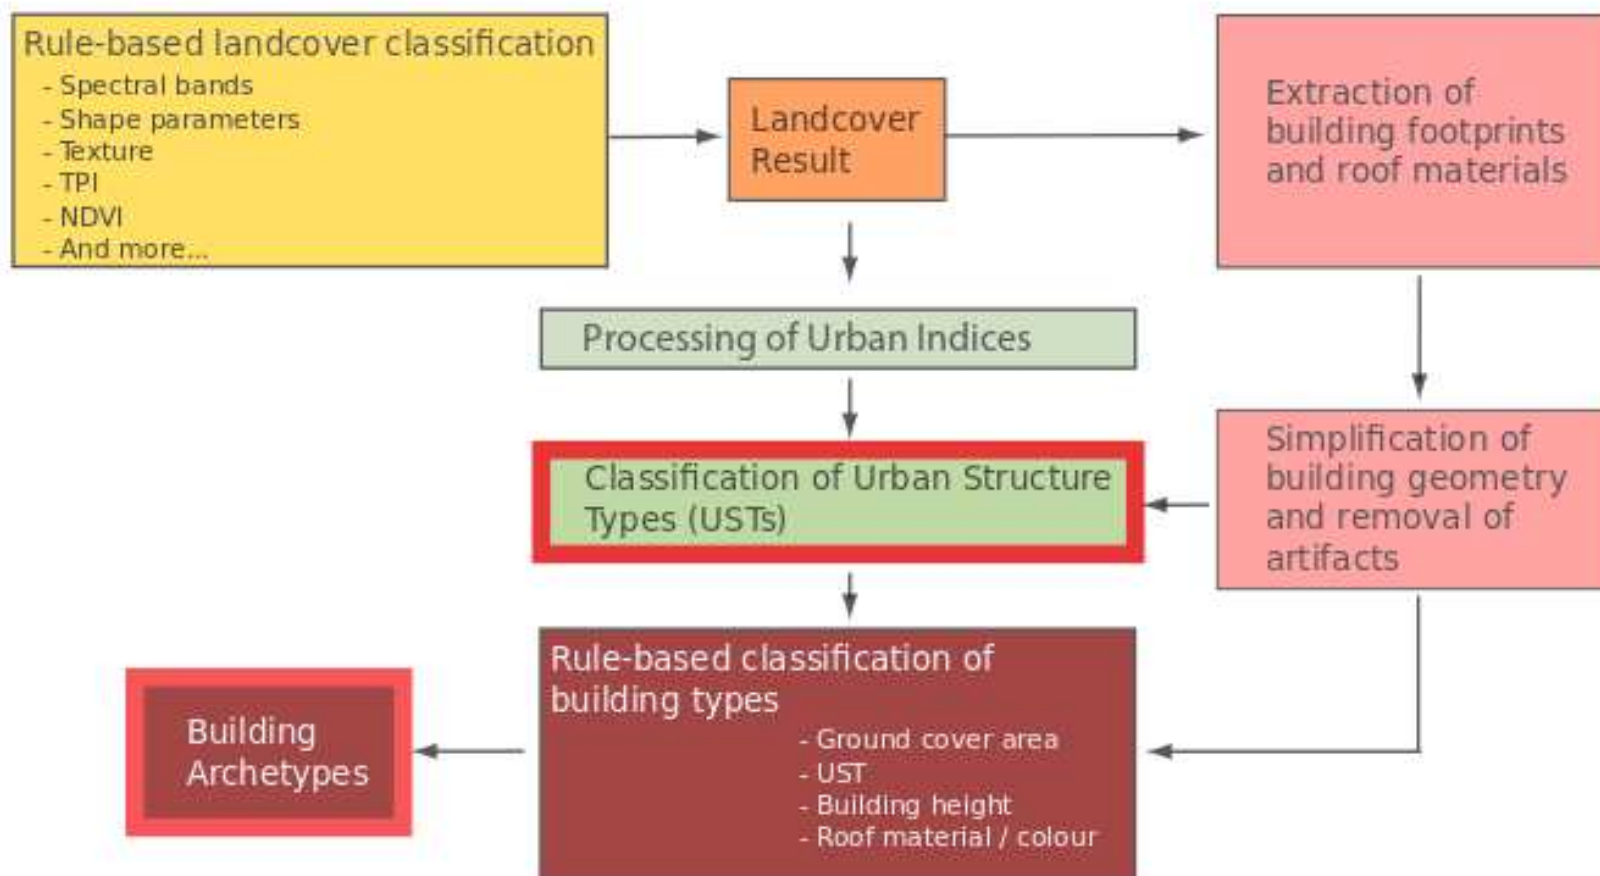 Rule-based landcover classification
- Spectral bands
- Shape parameters
- Texture
- TPI
- NDVI
- And more...
Landcover
Result
Extraction of
building footprints
and roof materials
Processing of Urban Indices
Classification of Urban Structure
Types (USTs)
Simplification of
building geometry
and removal of
artifacts
Rule-based classification of
building types
- Ground cover area
- UST
- Building height
- Roof material / colour
Building
Archetypes